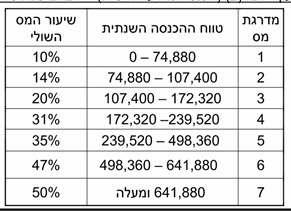 מדרגת מס טווח ההכנסה השנתית שיעור המס השולי
1 0 – 74,880 10%
2 74,880 – 107,400 14%
3 107,400 – 172,320 20%
4 172,320 –239,520 31%
5 239,520 – 498,360 35%
6 498,360 – 641,880 47%
7 641,880 ומעלה 50%